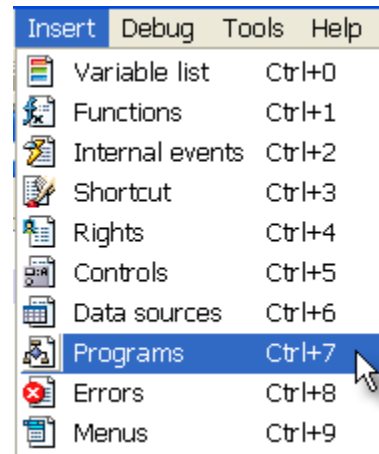 Insert Debug Tools Help
Variable list Ctrl+0
Functions Ctrl+1
Internal events Ctrl+2
Shortcut Ctrl+3
Rights Ctrl+4
Controls Ctrl+5
Data sources Ctrl+6
Programs Ctrl+7
Errors Ctrl+8
Menus Ctrl+9